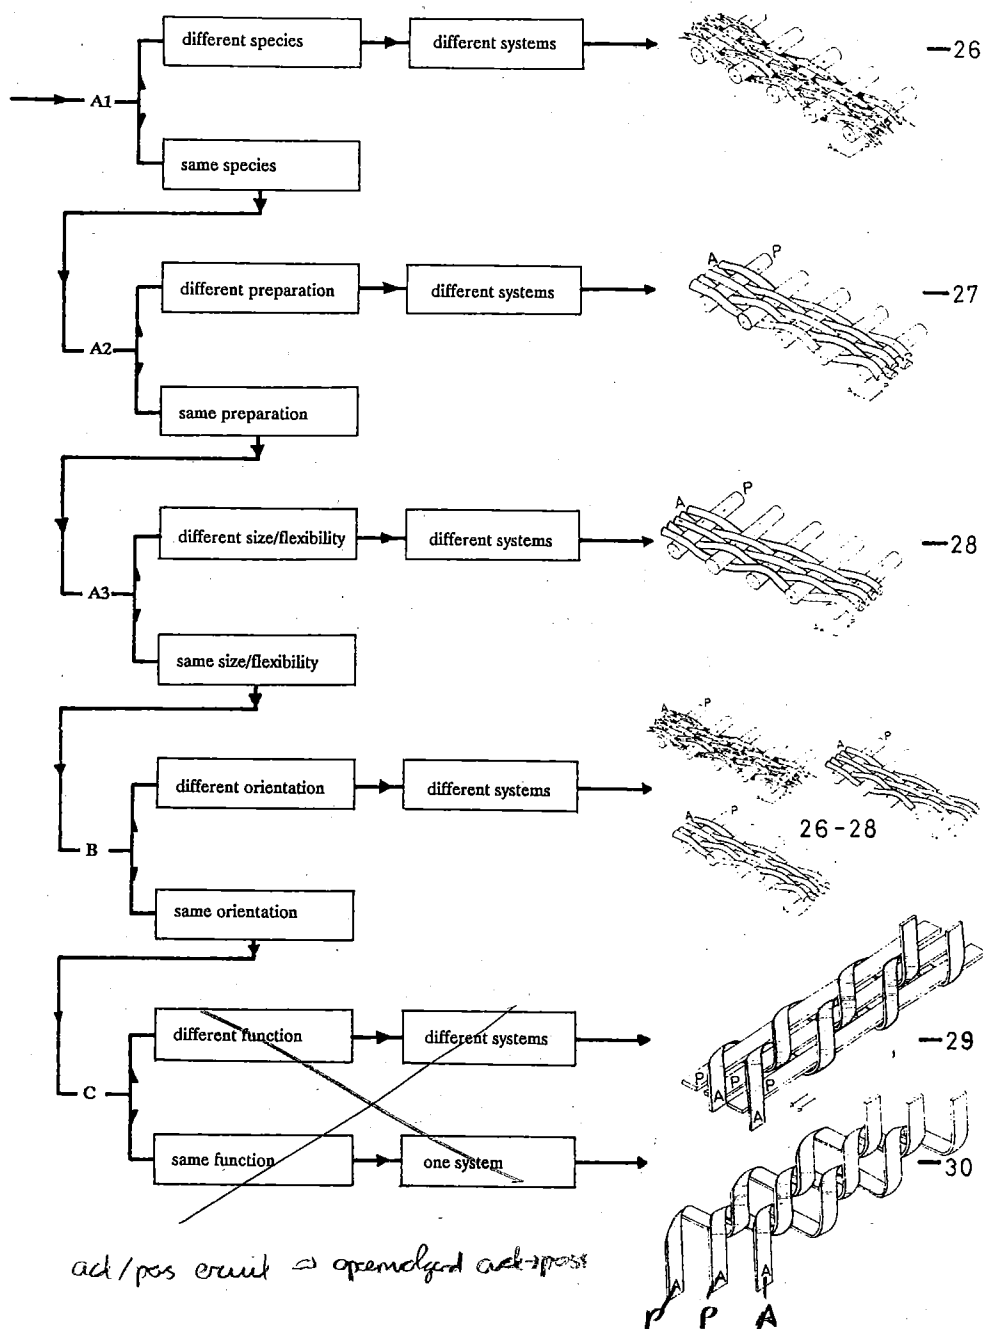 different species
different systems
—26
A1
same species
A P
different preparation
different systems
—27
A2
same preparation
A P
different size/flexibility
different systems
—28
A3
same size/flexibility
A P
A P
different orientation
different systems
A P
26-28
B
same orientation
different function
different systems
—29
P P P
A
A
C
same function
one system
—30
act/pas eruit
A A A
P P A